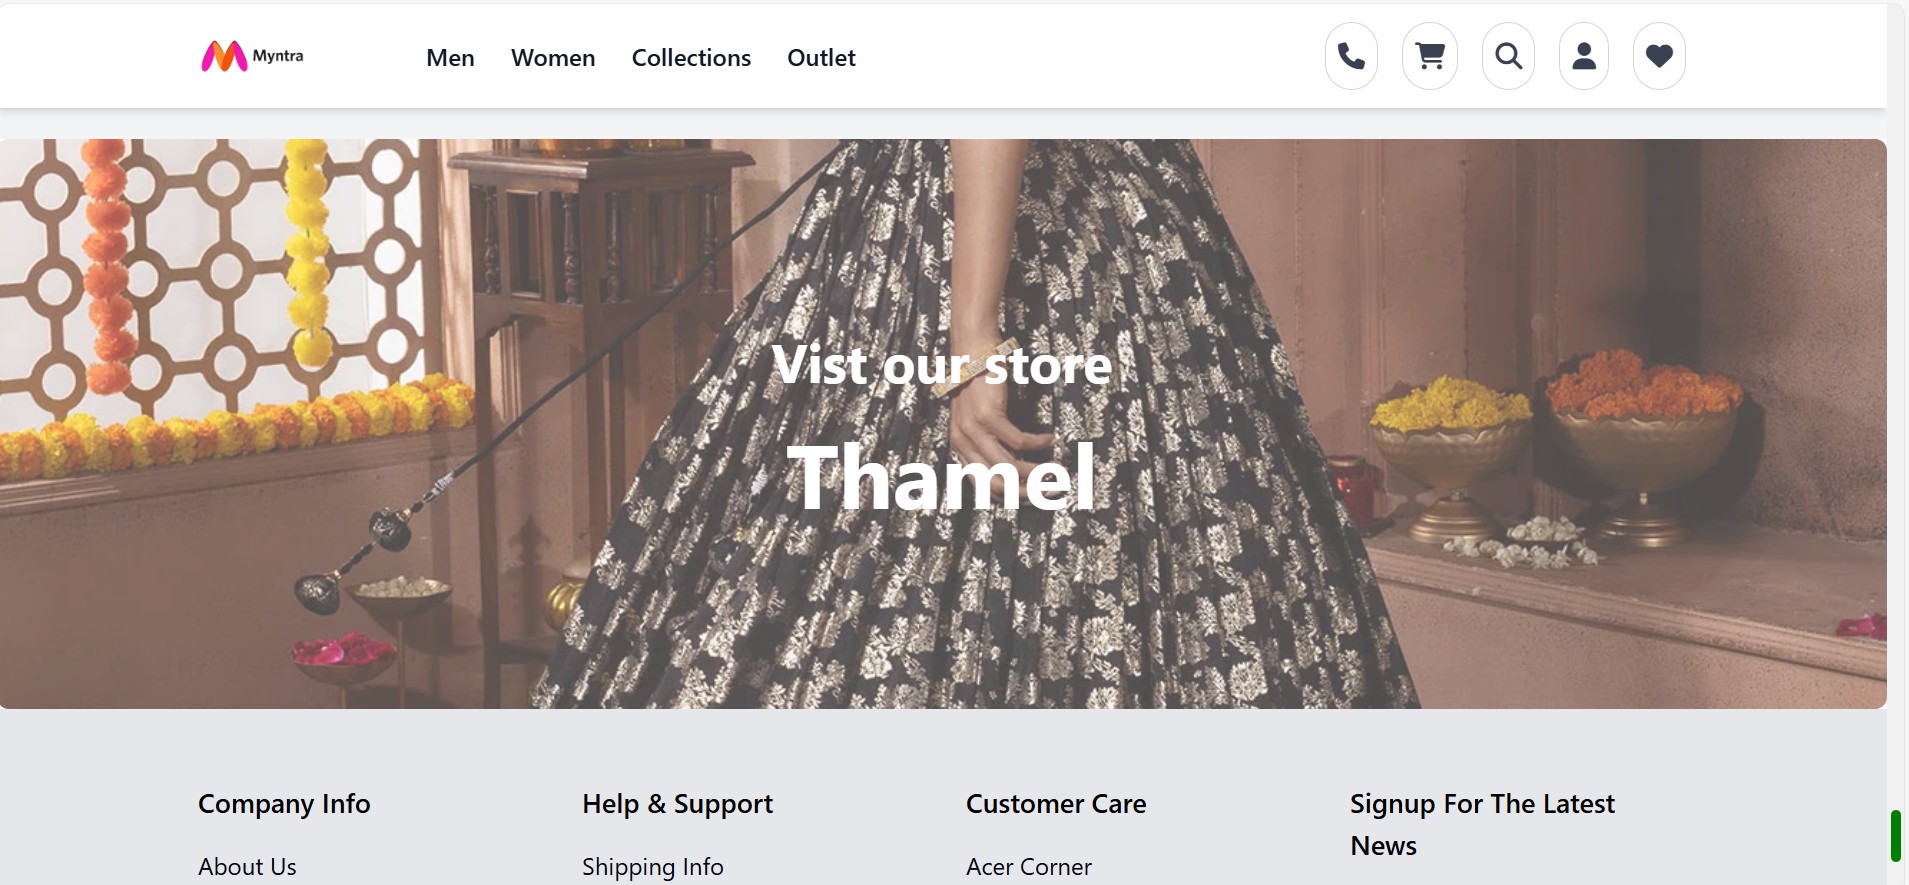 Myntra
Men Women Collections Outlet
Vist our store
Thamel
Company Info
About Us
Help & Support
Shipping Info
Customer Care
Acer Corner
Signup For The Latest
News